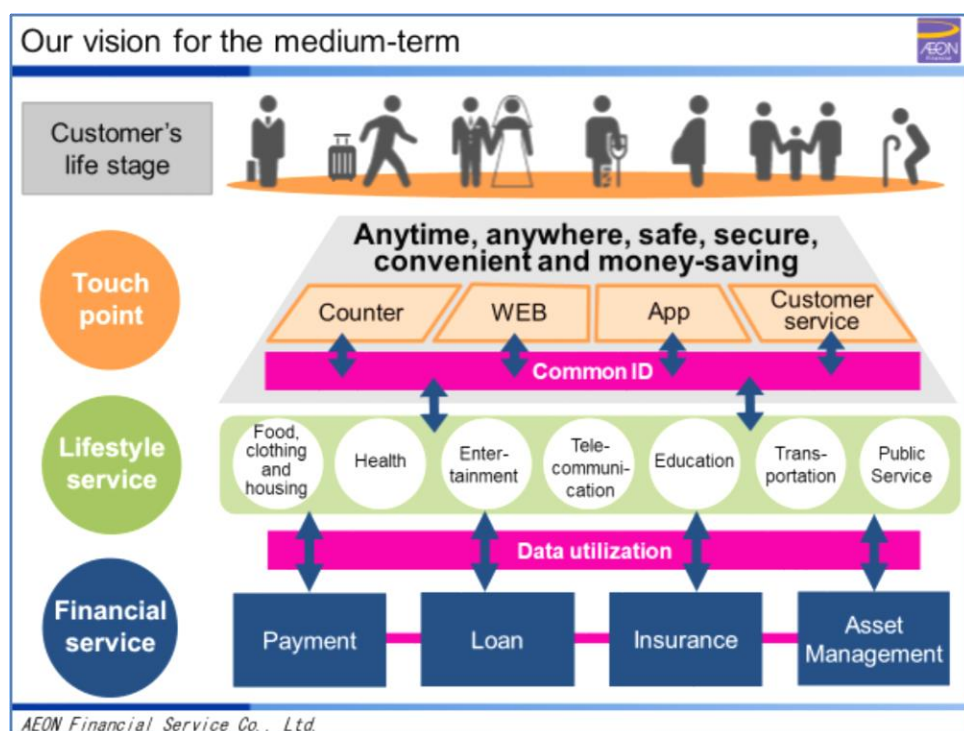 Our vision for the medium-term
AEON
Financial
Customer's
life stage
Anytime, anywhere, safe, secure,
convenient and money-saving
Touch
point
Counter
WEB
App
Customer
service
Common ID
Lifestyle
service
Food,
clothing
and
housing
Health
Enter-
tainment
Tele-
communi-
cation
Education
Trans-
portation
Public
Service
Data utilization
Financial
service
Payment
Loan
Insurance
Asset
Management
AEON Financial Service Co., Ltd.